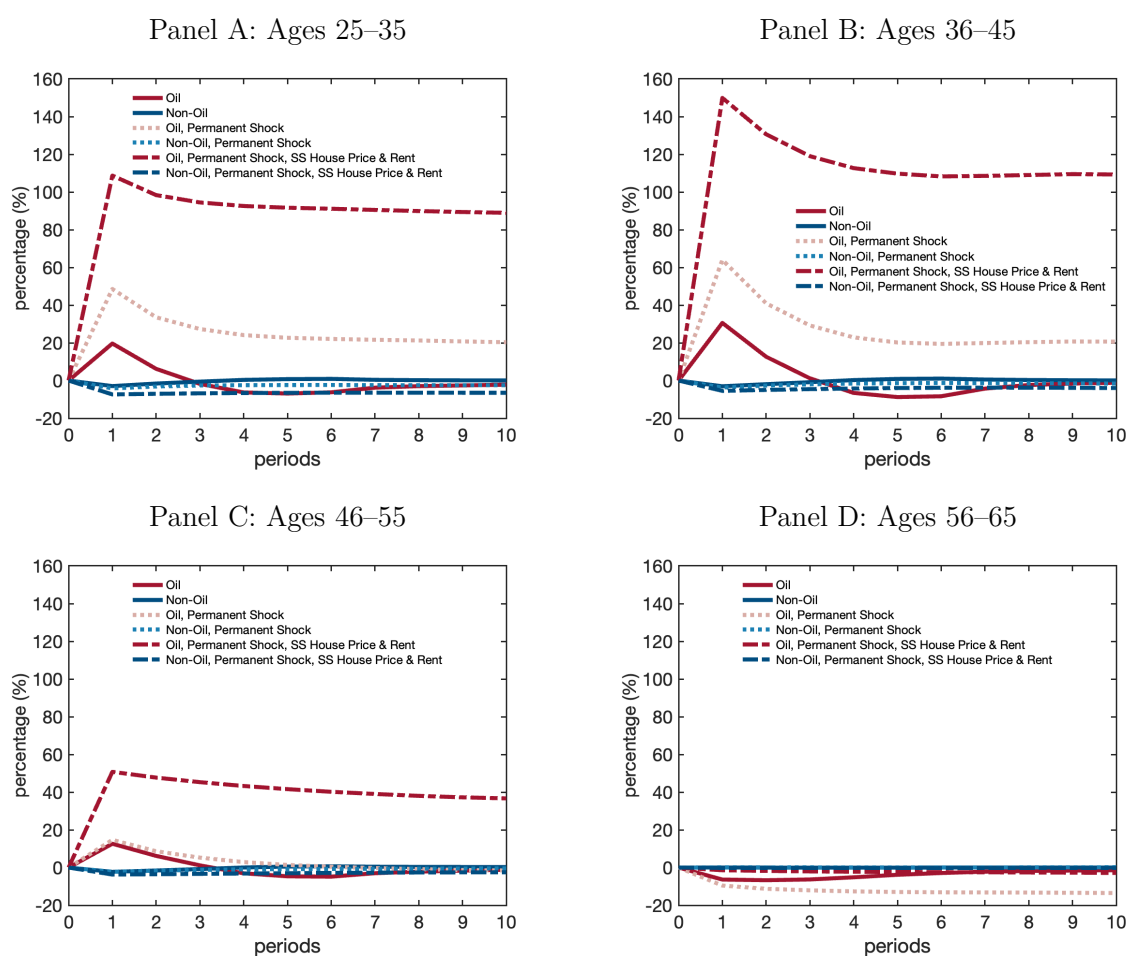 Panel A: Ages 25–35
160
140
120
100
80
60
40
20
0
-20
percentage (%)
Oil
Non-Oil
Oil, Permanent Shock
Non-Oil, Permanent Shock
Oil, Permanent Shock, SS House Price & Rent
Non-Oil, Permanent Shock, SS House Price & Rent
0 1 2 3 4 5 6 7 8 9 10
periods
Panel B: Ages 36–45
160
140
120
100
80
60
40
20
0
-20
percentage (%)
Oil
Non-Oil
Oil, Permanent Shock
Non-Oil, Permanent Shock
Oil, Permanent Shock, SS House Price & Rent
Non-Oil, Permanent Shock, SS House Price & Rent
0 1 2 3 4 5 6 7 8 9 10
periods
Panel C: Ages 46–55
160
140
120
100
80
60
40
20
0
-20
percentage (%)
Oil
Non-Oil
Oil, Permanent Shock
Non-Oil, Permanent Shock
Oil, Permanent Shock, SS House Price & Rent
Non-Oil, Permanent Shock, SS House Price & Rent
0 1 2 3 4 5 6 7 8 9 10
periods
Panel D: Ages 56–65
160
140
120
100
80
60
40
20
0
-20
percentage (%)
Oil
Non-Oil
Oil, Permanent Shock
Non-Oil, Permanent Shock
Oil, Permanent Shock, SS House Price & Rent
Non-Oil, Permanent Shock, SS House Price & Rent
0 1 2 3 4 5 6 7 8 9 10
periods